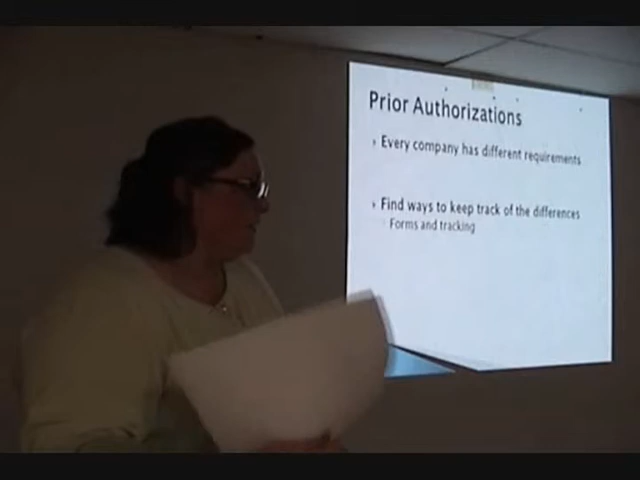 Prior Authorizations
Every company has different requirements
Find ways to keep track of the differences
Forms and tracking